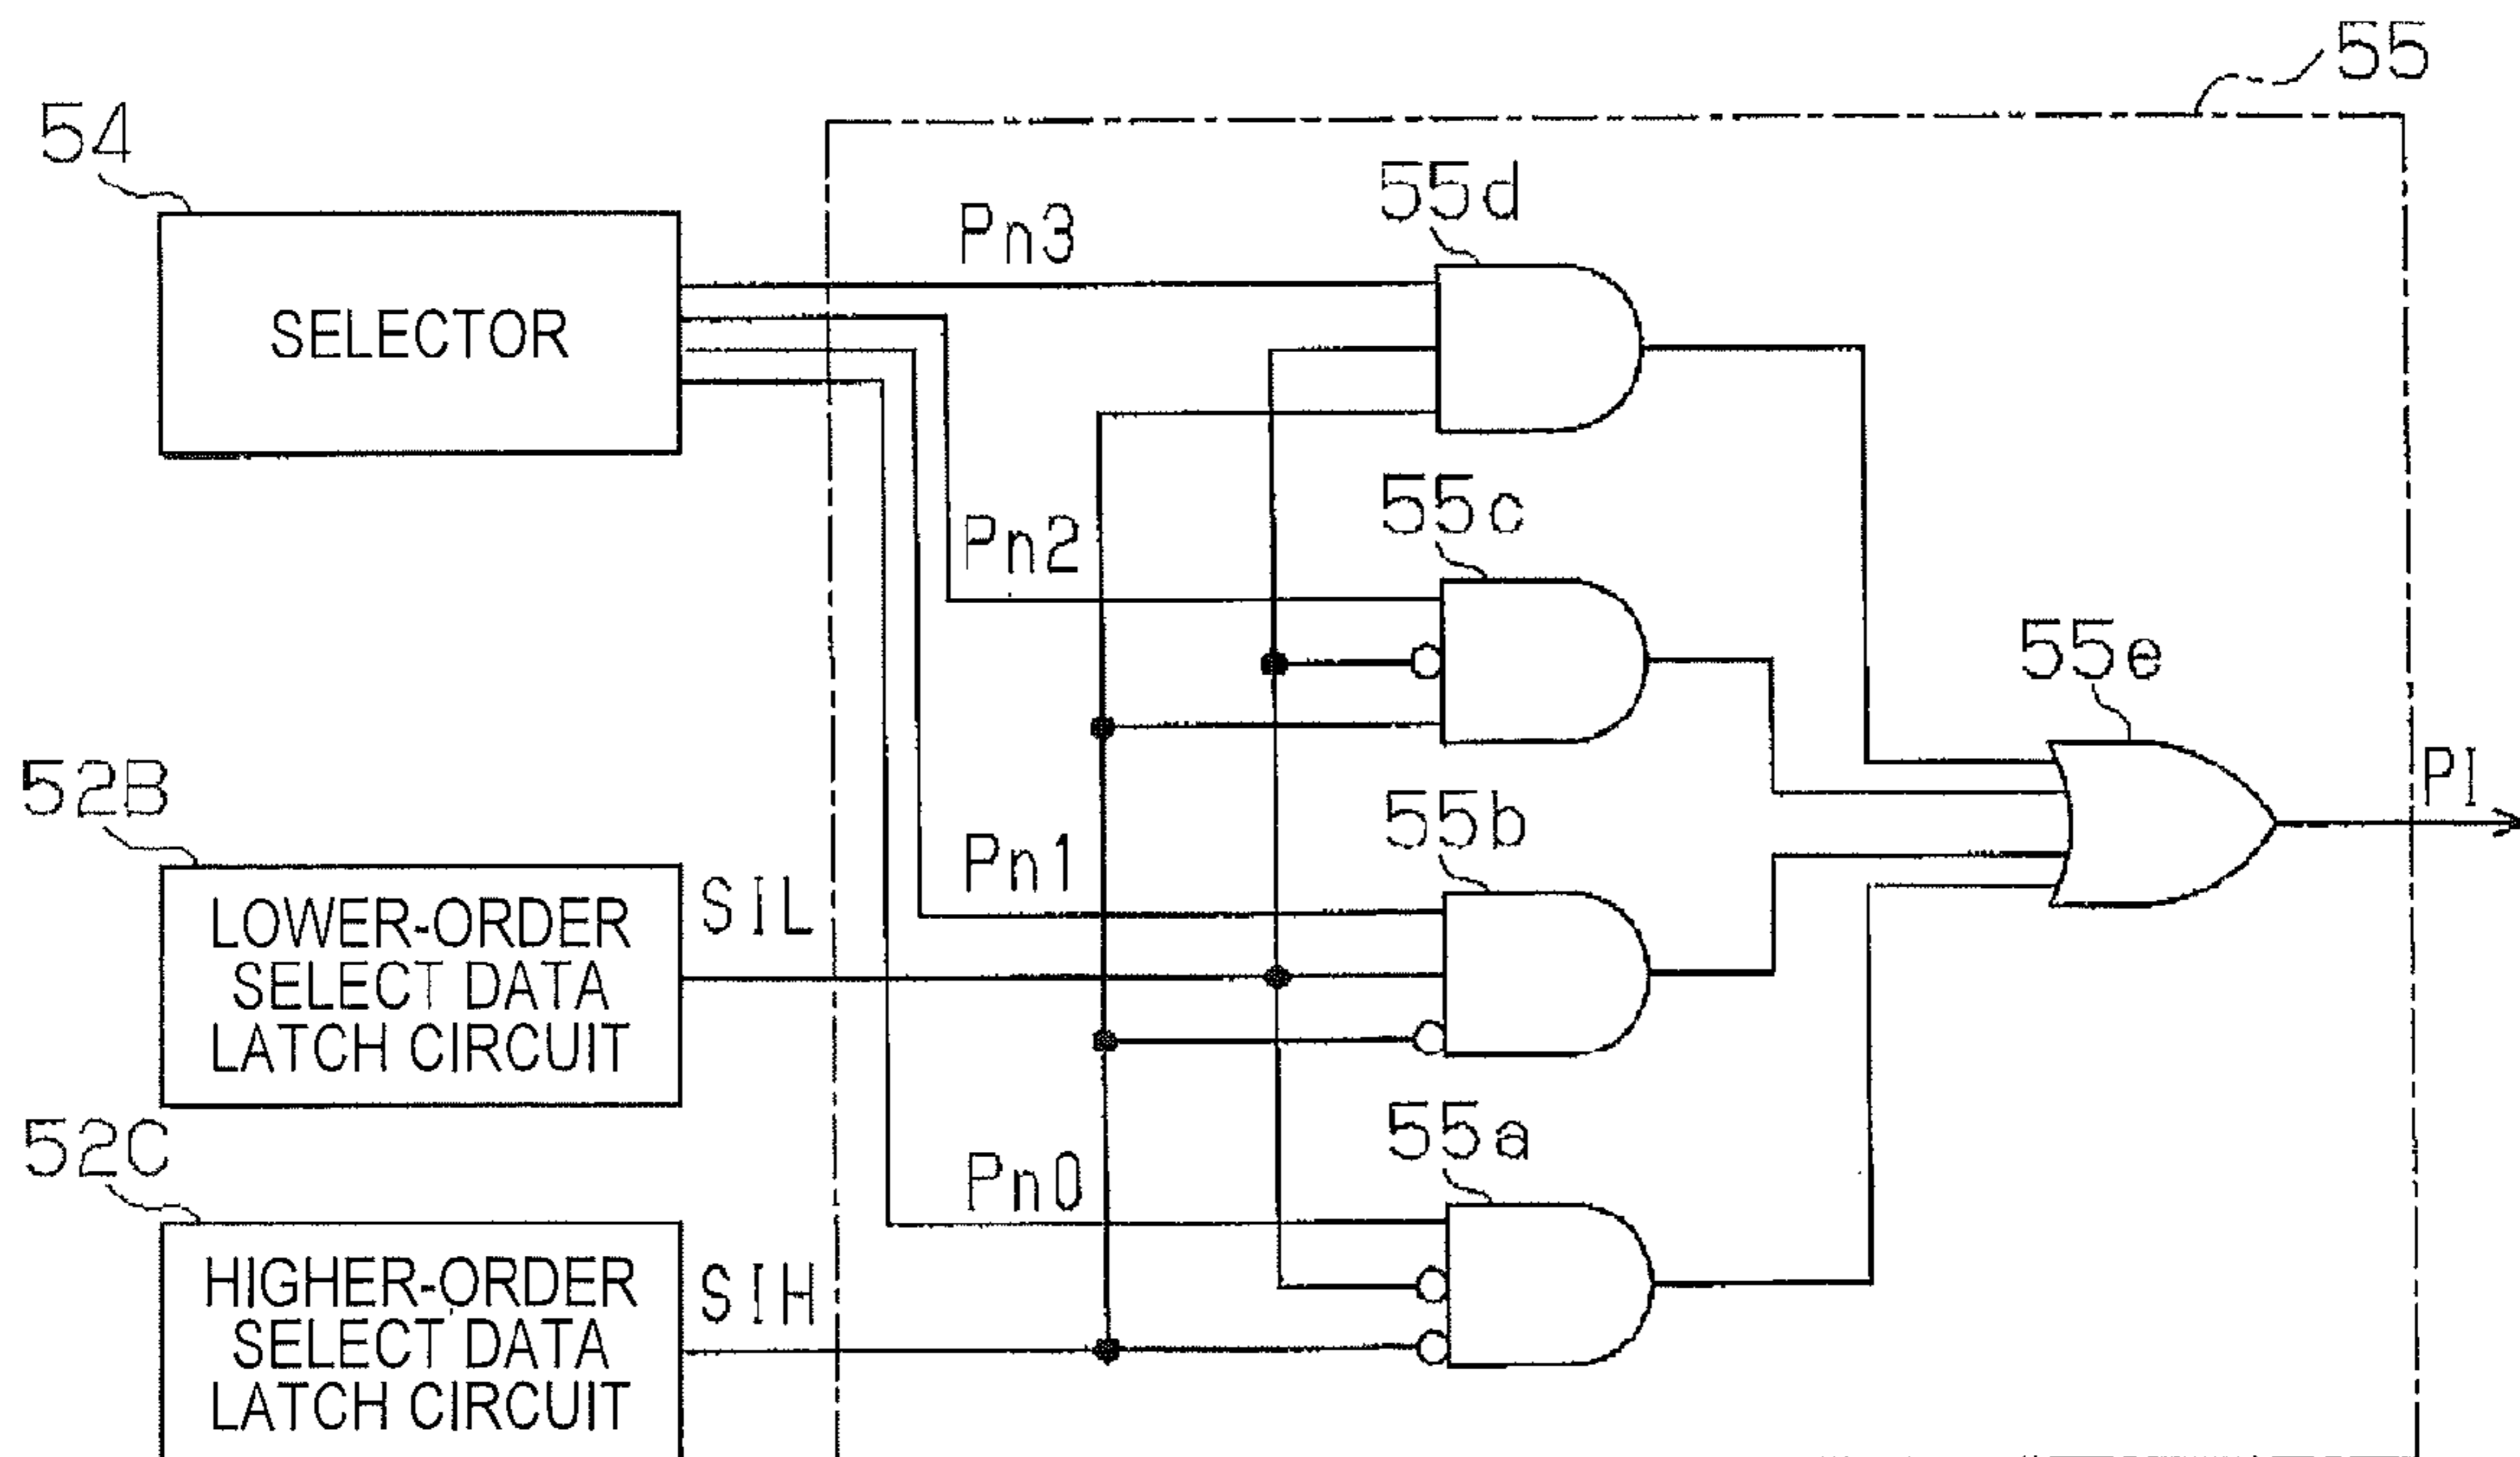 55
54
55d
Pn3
SELECTOR
55c
Pn2
55e
52B
PI
55b
Pn1
SIL
LOWER-ORDER
SELECT DATA
LATCH CIRCUIT
52C
55a
Pn0
SIH
HIGHER-ORDER
SELECT DATA
LATCH CIRCUIT